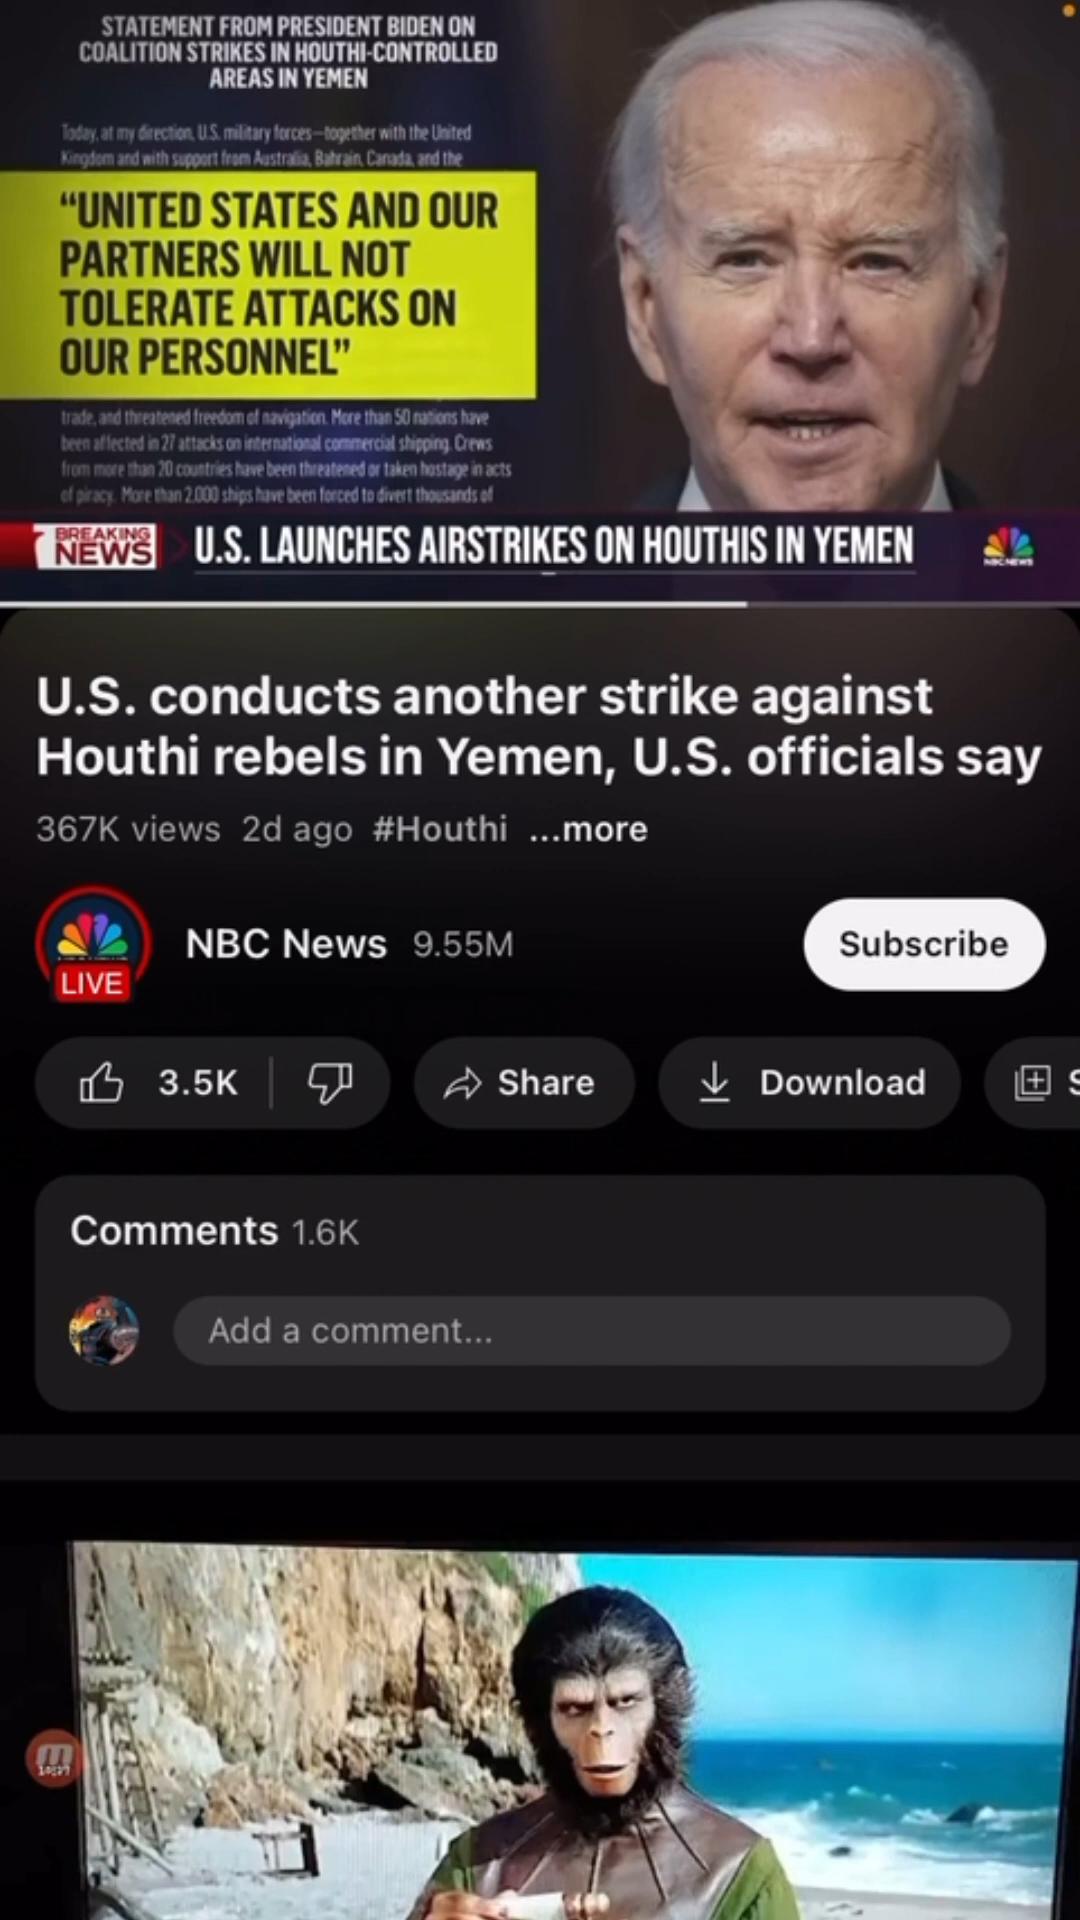 STATEMENT FROM PRESIDENT BIDEN ON
COALITION STRIKES IN HOUTHI-CONTROLLED
AREAS IN YEMEN
Today, at my direction, U.S. military forces—together with the United
Kingdom and with support from Australia, Bahrain, Canada, and the
“UNITED STATES AND OUR
PARTNERS WILL NOT
TOLERATE ATTACKS ON
OUR PERSONNEL”
trade, and threatened freedom of navigation. More than 50 nations have
been affected in 27 attacks on international commercial shipping. Crews
from more than 20 countries have been threatened or taken hostage in acts
of piracy. More than 2,000 ships have been forced to divert thousands of
BREAKING
NEWS
U.S. LAUNCHES AIRSTRIKES ON HOUTHIS IN YEMEN
NBC NEWS
U.S. conducts another strike against
Houthi rebels in Yemen, U.S. officials say
367K views 2d ago #Houthi ...more
LIVE
NBC News 9.55M
Subscribe
3.5K
Share
Download
S
Comments 1.6K
Add a comment...